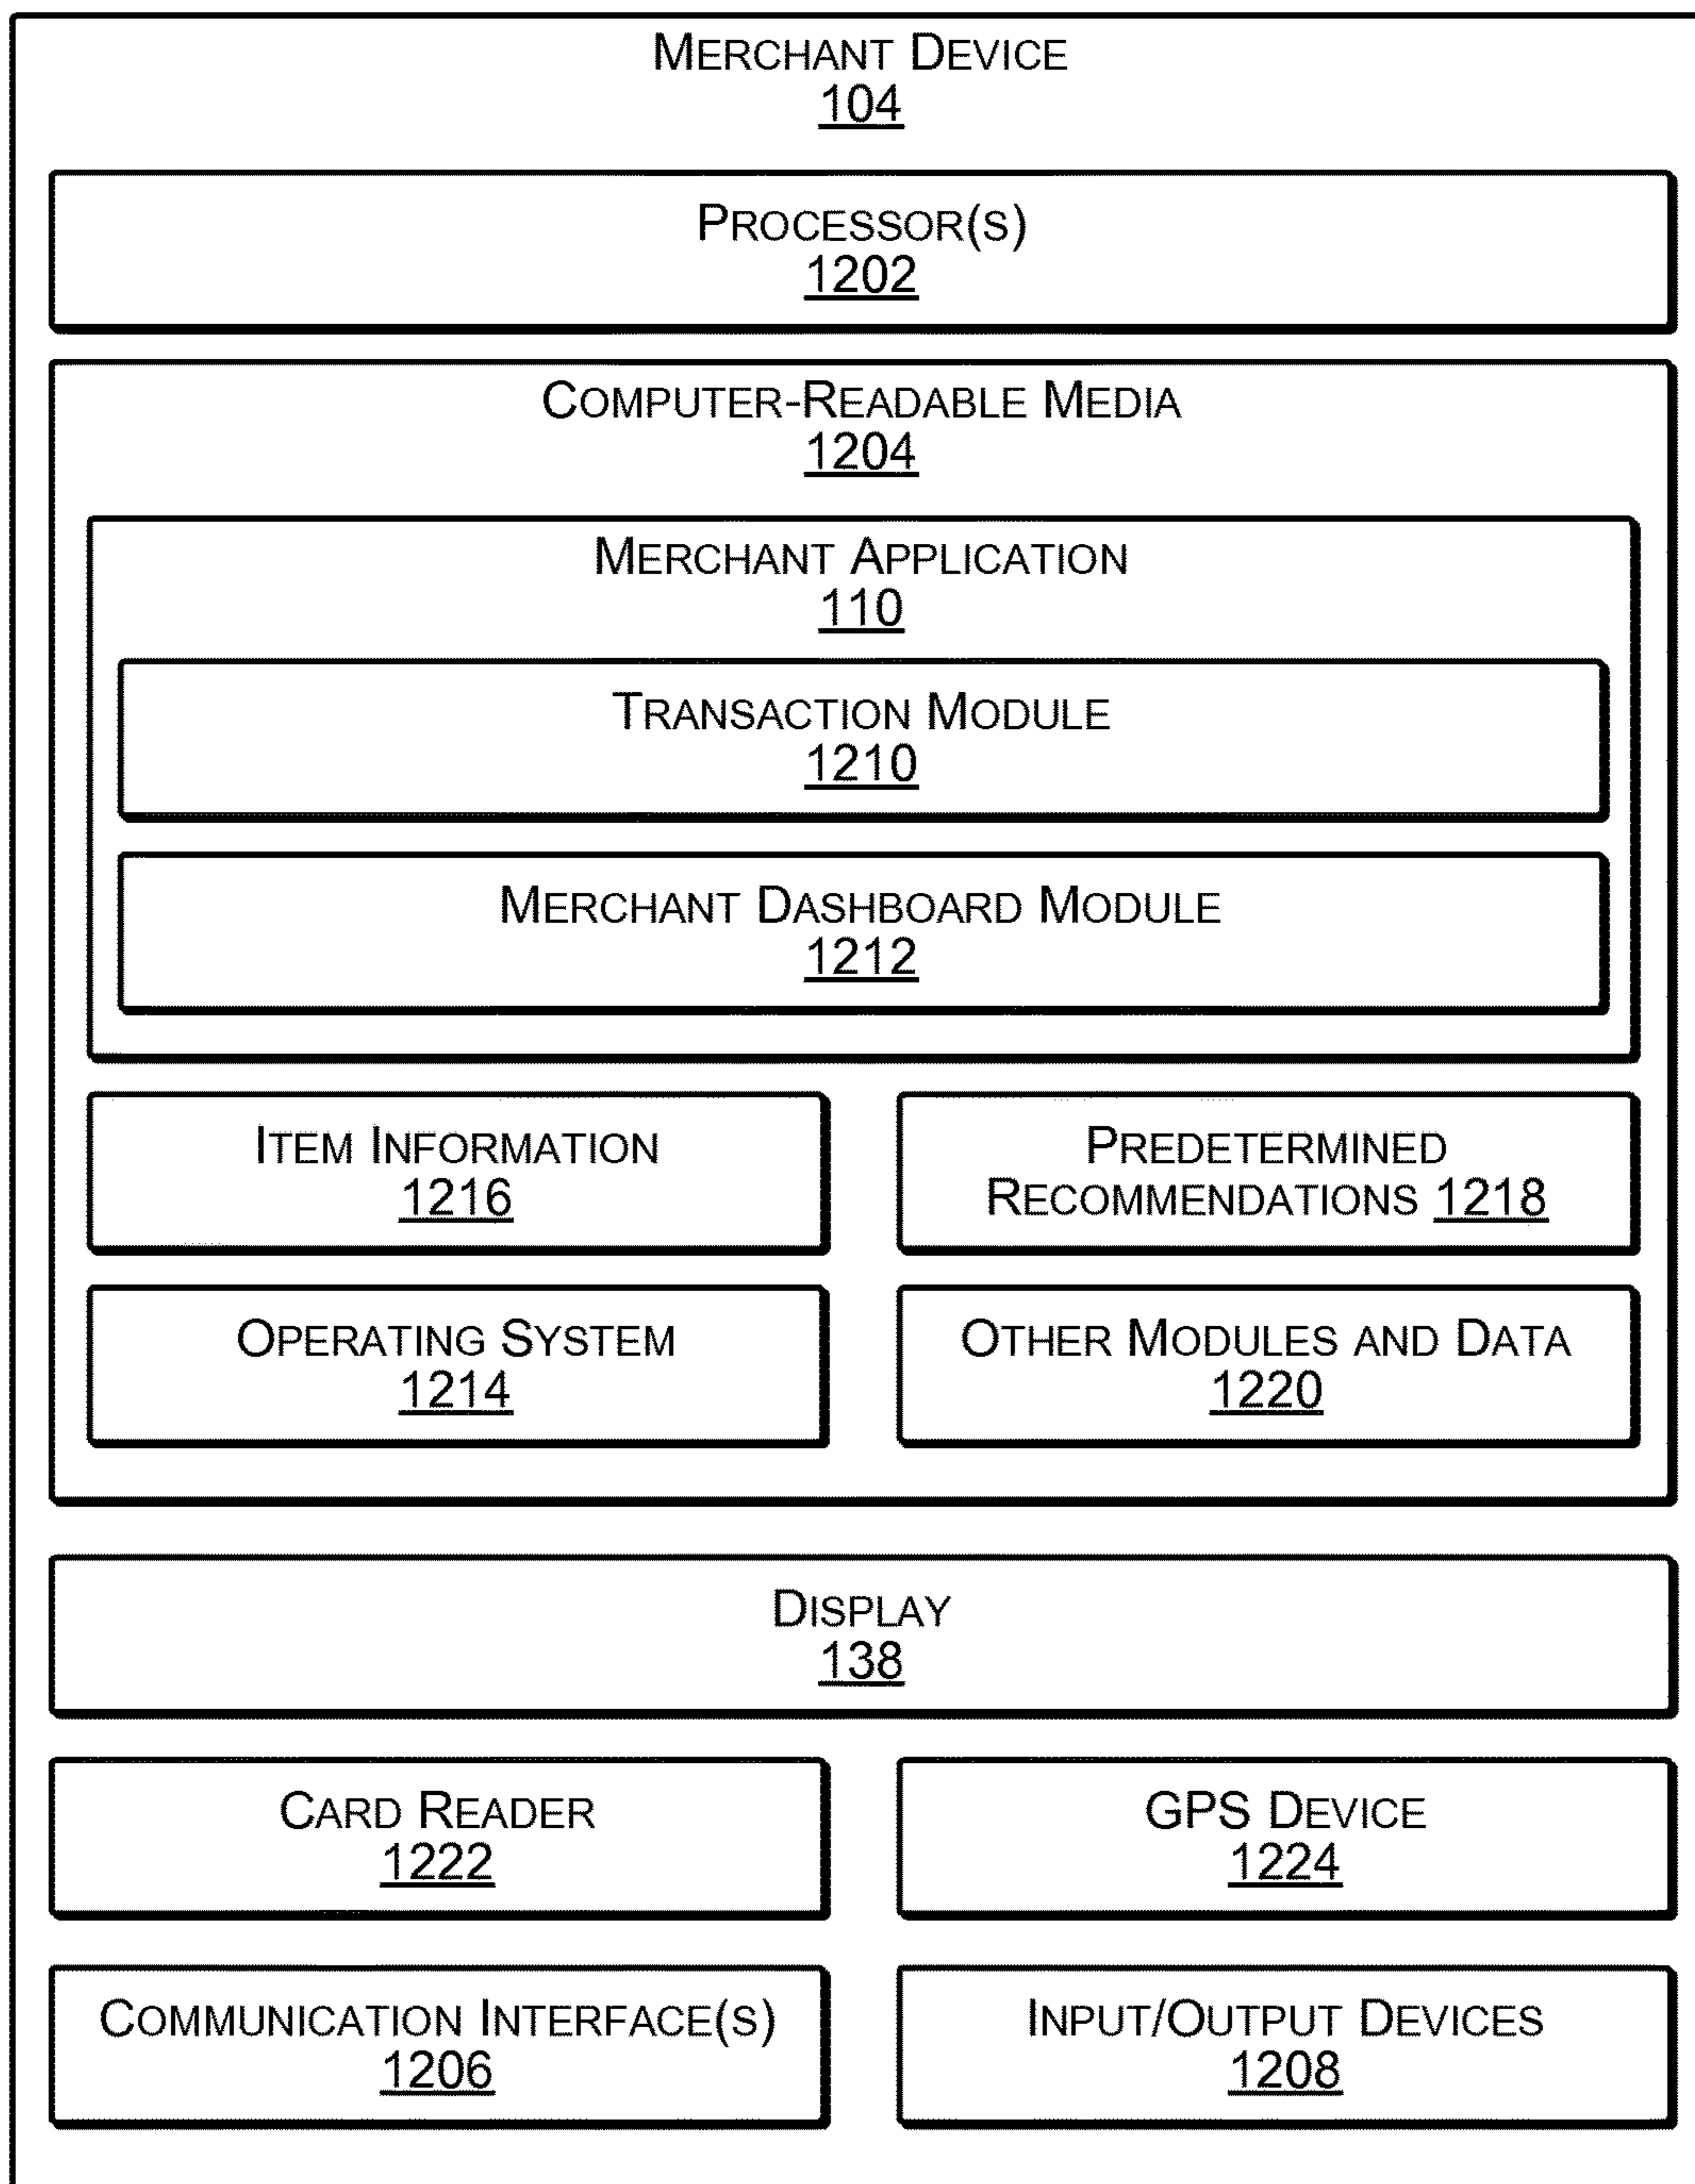 MERCHANT DEVICE
104
PROCESSOR(S)
1202
COMPUTER-READABLE MEDIA
1204
MERCHANT APPLICATION
110
TRANSACTION MODULE
1210
MERCHANT DASHBOARD MODULE
1212
ITEM INFORMATION
1216
PREDETERMINED
RECOMMENDATIONS 1218
OPERATING SYSTEM
1214
OTHER MODULES AND DATA
1220
DISPLAY
138
CARD READER
1222
GPS DEVICE
1224
COMMUNICATION INTERFACE(S)
1206
INPUT/OUTPUT DEVICES
1208